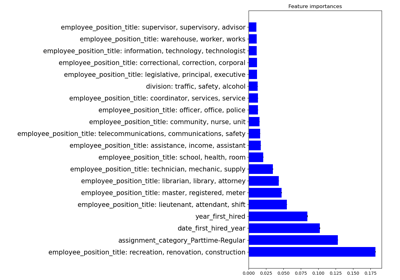 Feature importances
employee_position_title: supervisor, supervisory, advisor
employee_position_title: warehouse, worker, works
employee_position_title: information, technology, technologist
employee_position_title: correctional, correction, corporal
employee_position_title: legislative, principal, executive
division: traffic, safety, alcohol
employee_position_title: coordinator, services, service
employee_position_title: officer, office, police
employee_position_title: community, nurse, unit
employee_position_title: telecommunications, communications, safety
employee_position_title: assistance, income, assistant
employee_position_title: school, health, room
employee_position_title: technician, mechanic, supply
employee_position_title: librarian, library, attorney
employee_position_title: master, registered, meter
employee_position_title: lieutenant, attendant, shift
year_first_hired
date_first_hired_year
assignment_category_Parttime-Regular
employee_position_title: recreation, renovation, construction
0.000 0.025 0.050 0.075 0.100 0.125 0.150 0.175